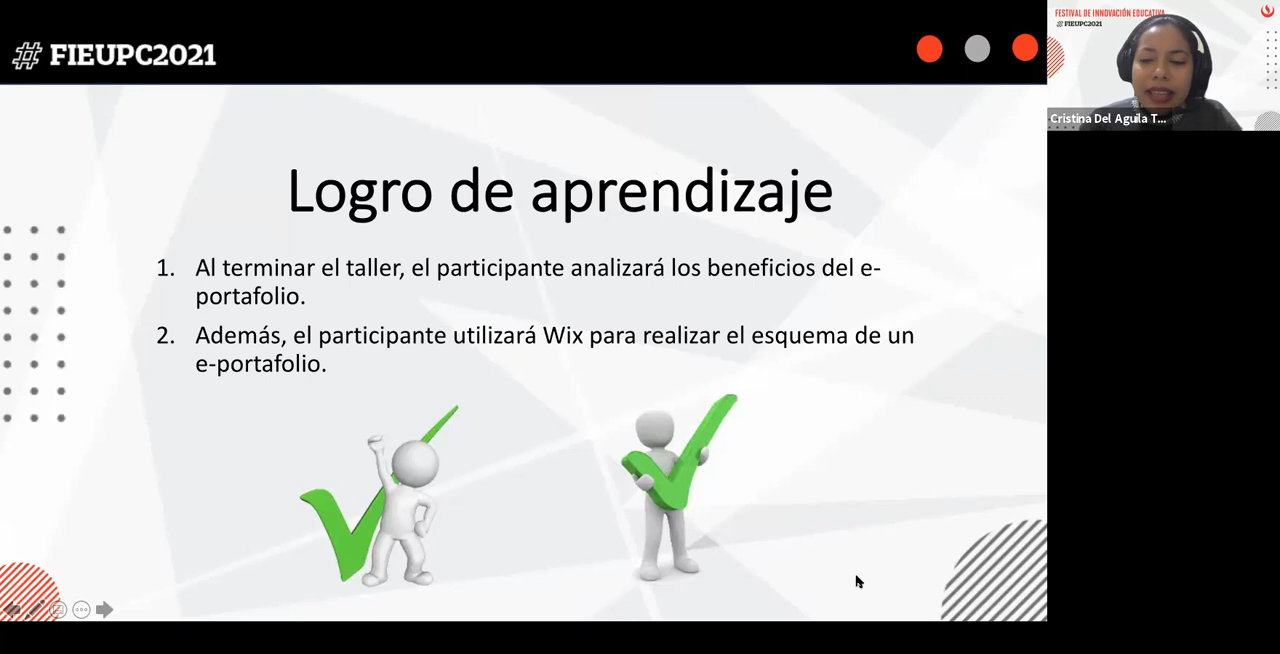 # FIEUPC2021
FESTIVAL DE INNOVACIÓN EDUCATIVA
# FIEUPC2021
Cristina Del Aguila T...
Logro de aprendizaje
1. Al terminar el taller, el participante analizará los beneficios del e-
portafolio.
2. Además, el participante utilizará Wix para realizar el esquema de un
e-portafolio.